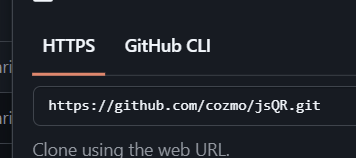 HTTPS GitHub CLI
https://github.com/cozmo/jsQR.git
Clone using the web URL.